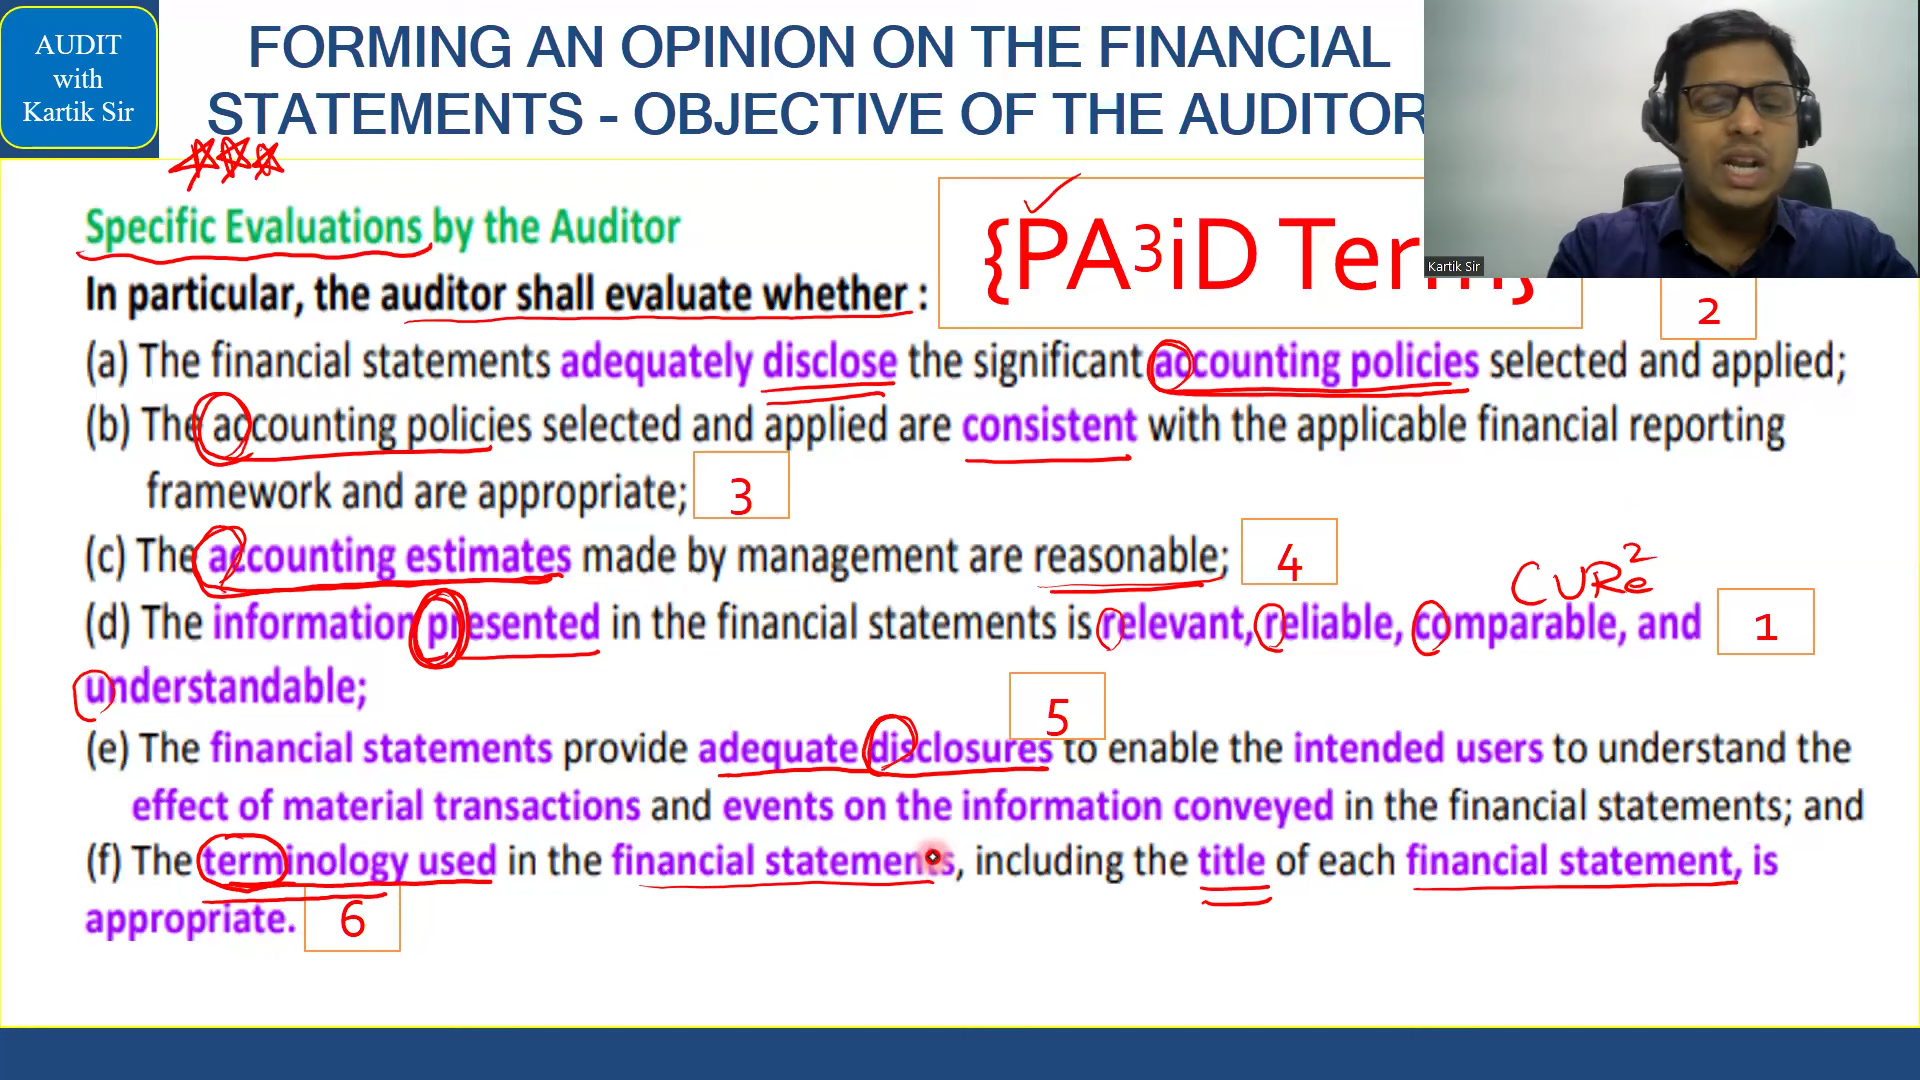 AUDIT
with
Kartik Sir
FORMING AN OPINION ON THE FINANCIAL
STATEMENTS - OBJECTIVE OF THE AUDITOR
Kartik Sir
Specific Evaluations by the Auditor
{PA3iD Term}
In particular, the auditor shall evaluate whether :
2
(a) The financial statements adequately disclose the significant accounting policies selected and applied;
(b) The accounting policies selected and applied are consistent with the applicable financial reporting
framework and are appropriate;
3
(c) The accounting estimates made by management are reasonable;
4
CURe2
(d) The information presented in the financial statements is relevant, reliable, comparable, and
1
understandable;
5
(e) The financial statements provide adequate disclosures to enable the intended users to understand the
effect of material transactions and events on the information conveyed in the financial statements; and
(f) The terminology used in the financial statements, including the title of each financial statement, is
appropriate.
6